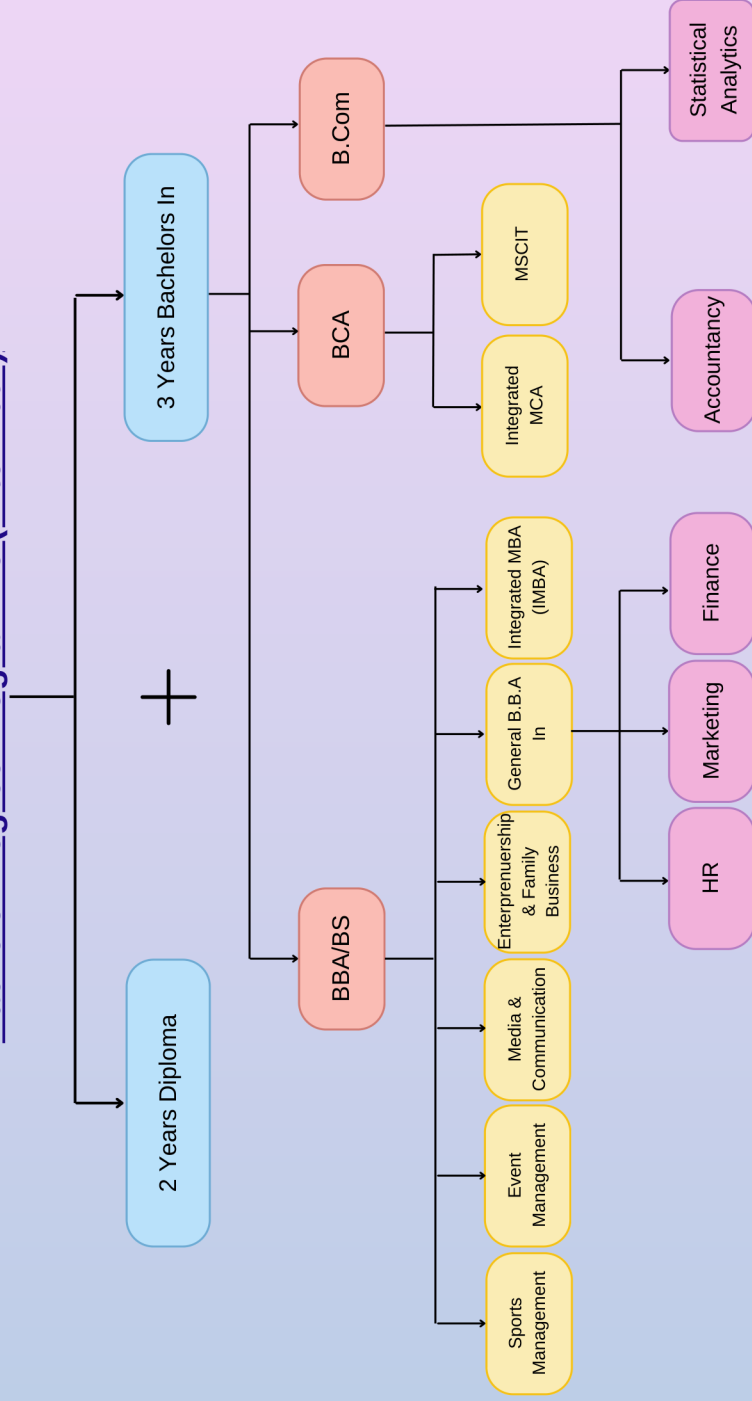 2 Years Diploma
3 Years Bachelors In
BBA/BS
BCA
B.Com
Sports
Management
Event
Management
Media &
Communication
Enterprenuership
& Family
Business
General B.B.A
In
Integrated MBA
(IMBA)
Integrated
MCA
MSCIT
HR
Marketing
Finance
Accountancy
Statistical
Analytics